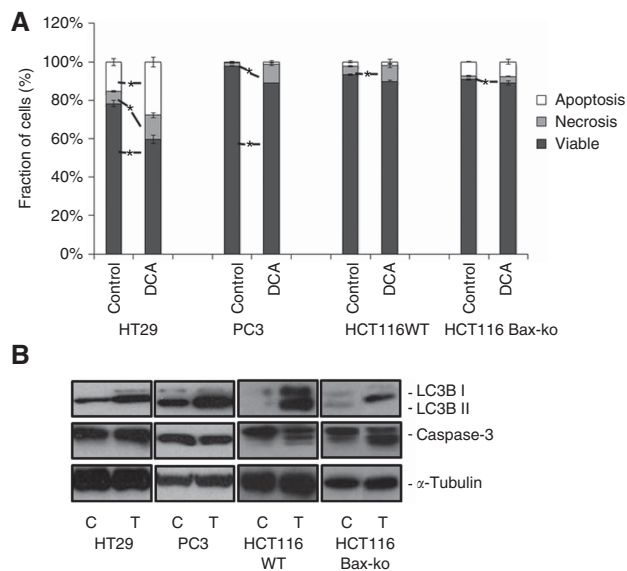 A
120%
100%
80%
60%
40%
20%
0%
Fraction of cells (%)
* * * * * * *
Apoptosis
Necrosis
Viable
Control DCA Control DCA Control DCA Control DCA
HT29 PC3 HCT116WT HCT116 Bax-ko
B
- LC3B I
- LC3B II
- Caspase-3
- α-Tubulin
C T C T C T C T
HT29 PC3 HCT116 HCT116
WT Bax-ko